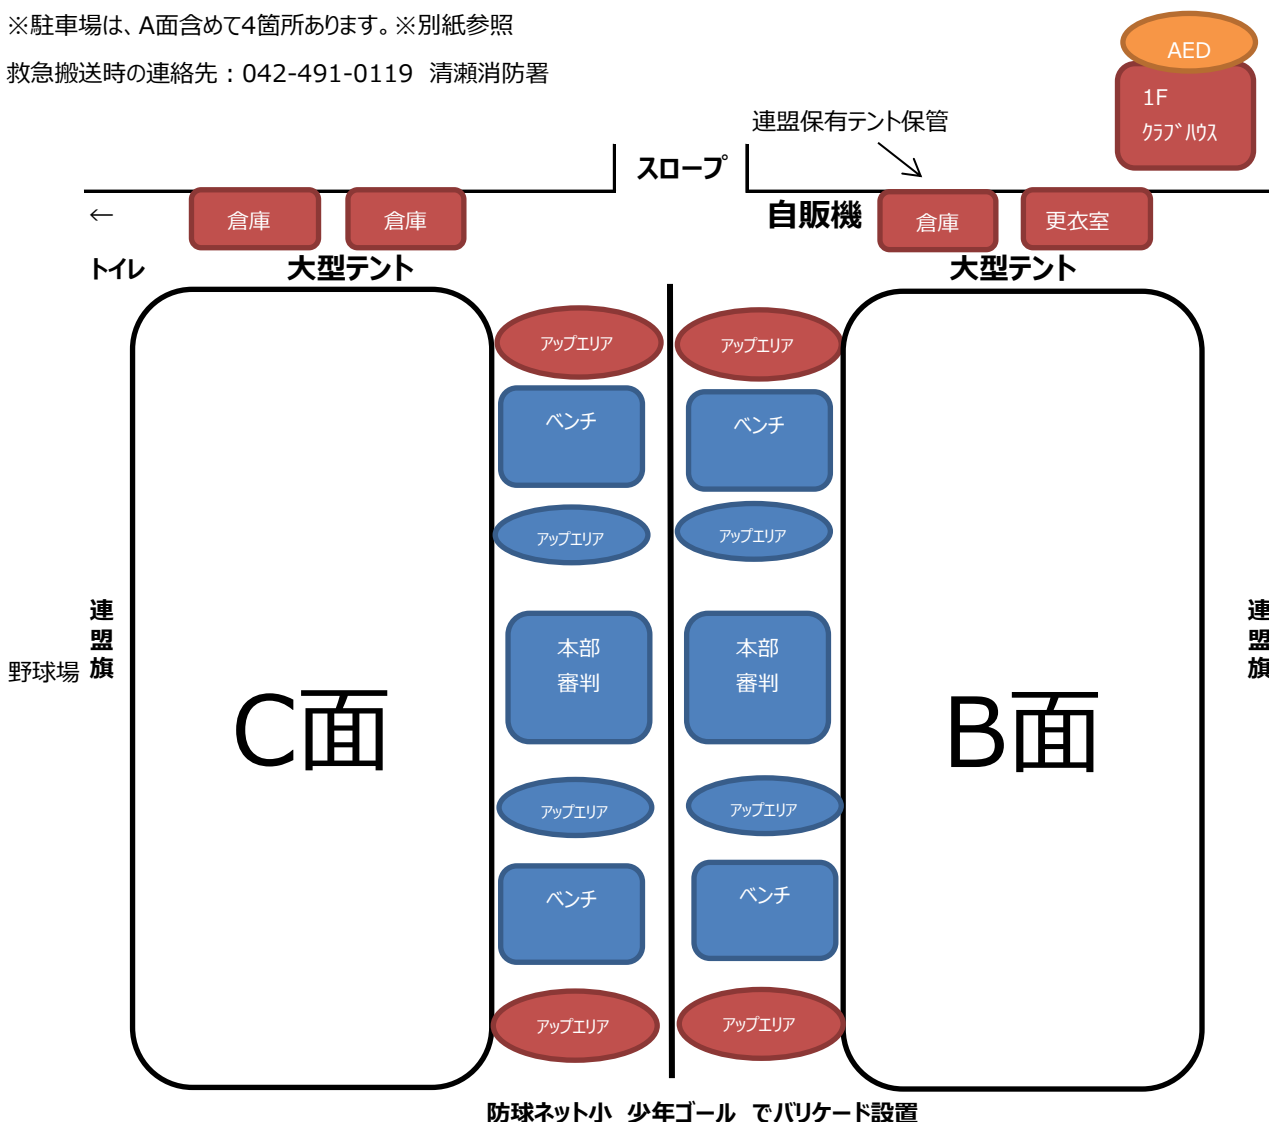 ※駐車場は、A面含めて4箇所あります。※別紙参照
救急搬送時の連絡先：042-491-0119 清瀬消防署
AED
1F
ｸﾗﾌﾞﾊｳｽ
連盟保有テント保管
スロープ
←
倉庫
倉庫
自販機
倉庫
更衣室
トイレ
大型テント
大型テント
アップエリア
アップエリア
ベンチ
ベンチ
アップエリア
アップエリア
連盟旗
野球場
C面
本部
審判
本部
審判
B面
連盟旗
アップエリア
アップエリア
ベンチ
ベンチ
アップエリア
アップエリア
防球ネット小 少年ゴール でバリケード設置